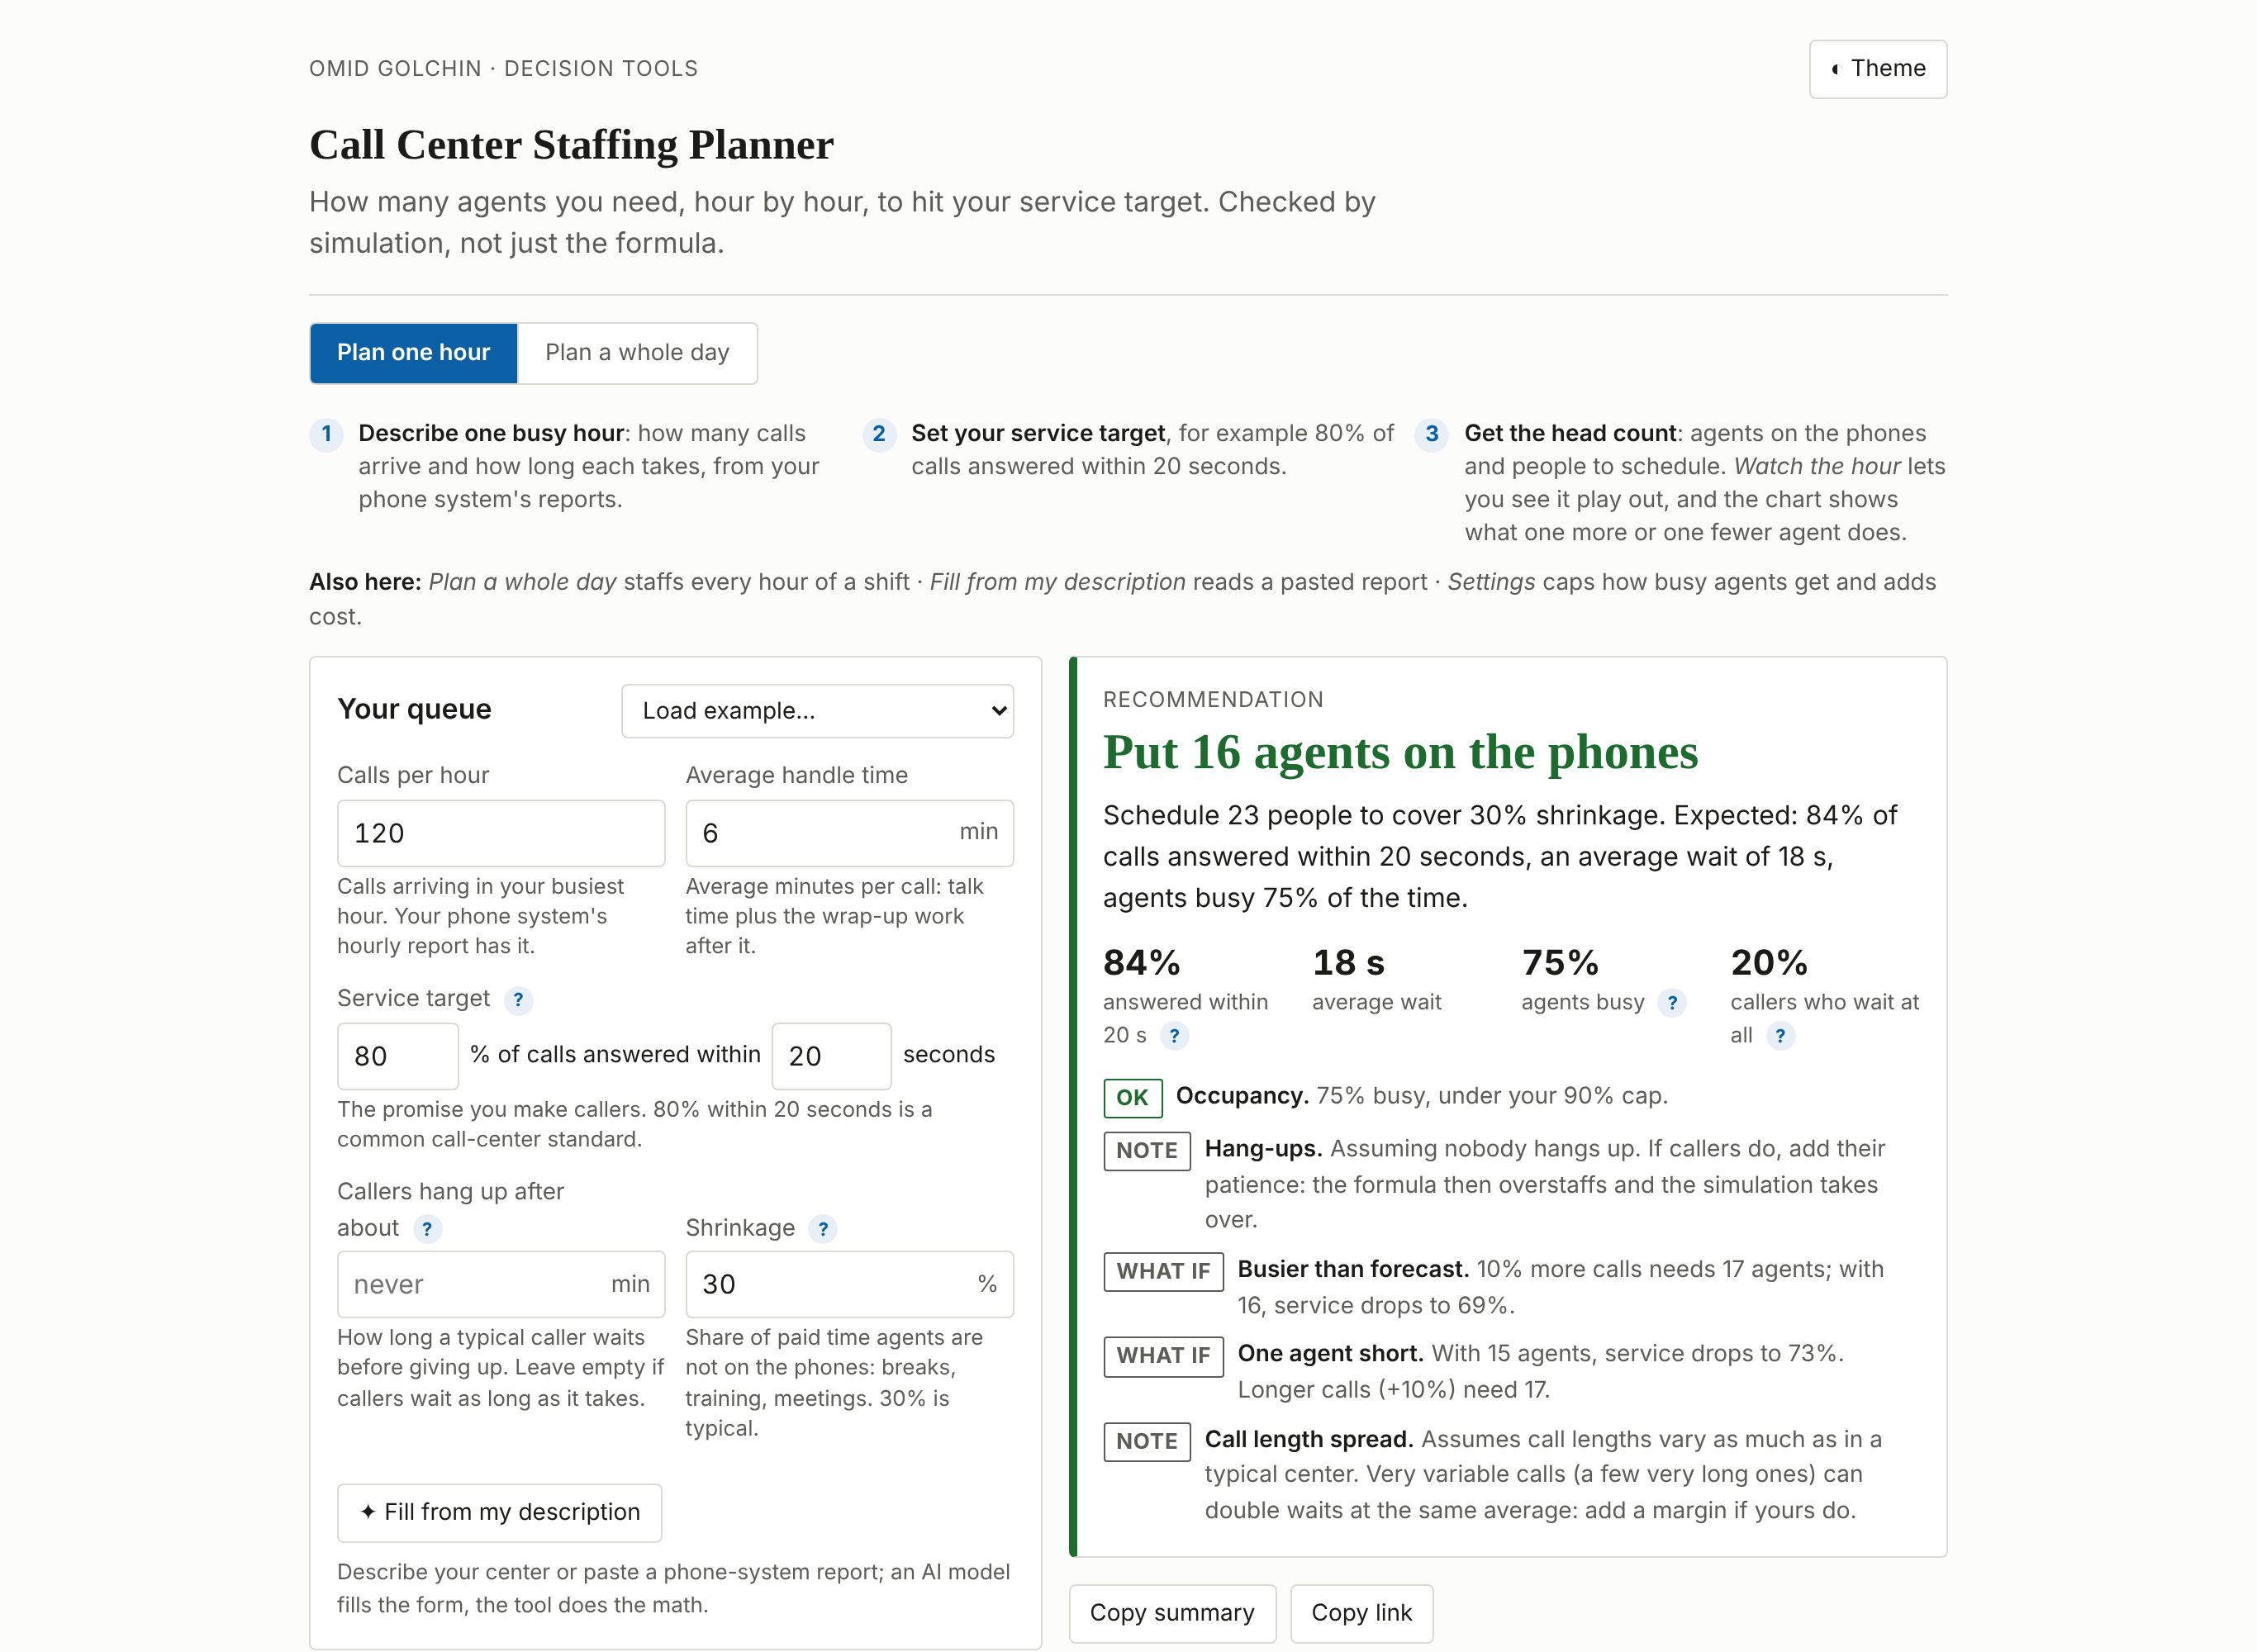 OMID GOLCHIN · DECISION TOOLS
Theme
Call Center Staffing Planner
How many agents you need, hour by hour, to hit your service target. Checked by
simulation, not just the formula.
Plan one hour
Plan a whole day
1 Describe one busy hour: how many calls
arrive and how long each takes, from your
phone system's reports.
2 Set your service target, for example 80% of
calls answered within 20 seconds.
3 Get the head count: agents on the phones
and people to schedule. Watch the hour lets
you see it play out, and the chart shows
what one more or one fewer agent does.
Also here: Plan a whole day staffs every hour of a shift · Fill from my description reads a pasted report · Settings caps how busy agents get and adds
cost.
Your queue
Load example...
Calls per hour
120
Calls arriving in your busiest
hour. Your phone system's
hourly report has it.
Average handle time
6 min
Average minutes per call: talk
time plus the wrap-up work
after it.
Service target ?
80 % of calls answered within 20 seconds
The promise you make callers. 80% within 20 seconds is a
common call-center standard.
Callers hang up after
about ?
never min
How long a typical caller waits
before giving up. Leave empty if
callers wait as long as it takes.
Shrinkage ?
30 %
Share of paid time agents are
not on the phones: breaks,
training, meetings. 30% is
typical.
✦ Fill from my description
Describe your center or paste a phone-system report; an AI model
fills the form, the tool does the math.
RECOMMENDATION
Put 16 agents on the phones
Schedule 23 people to cover 30% shrinkage. Expected: 84% of
calls answered within 20 seconds, an average wait of 18 s,
agents busy 75% of the time.
84%
answered within
20 s ?
18 s
average wait
75%
agents busy ?
20%
callers who wait at
all ?
OK Occupancy. 75% busy, under your 90% cap.
NOTE Hang-ups. Assuming nobody hangs up. If callers do, add their
patience: the formula then overstaffs and the simulation takes
over.
WHAT IF Busier than forecast. 10% more calls needs 17 agents; with
16, service drops to 69%.
WHAT IF One agent short. With 15 agents, service drops to 73%.
Longer calls (+10%) need 17.
NOTE Call length spread. Assumes call lengths vary as much as in a
typical center. Very variable calls (a few very long ones) can
double waits at the same average: add a margin if yours do.
Copy summary
Copy link